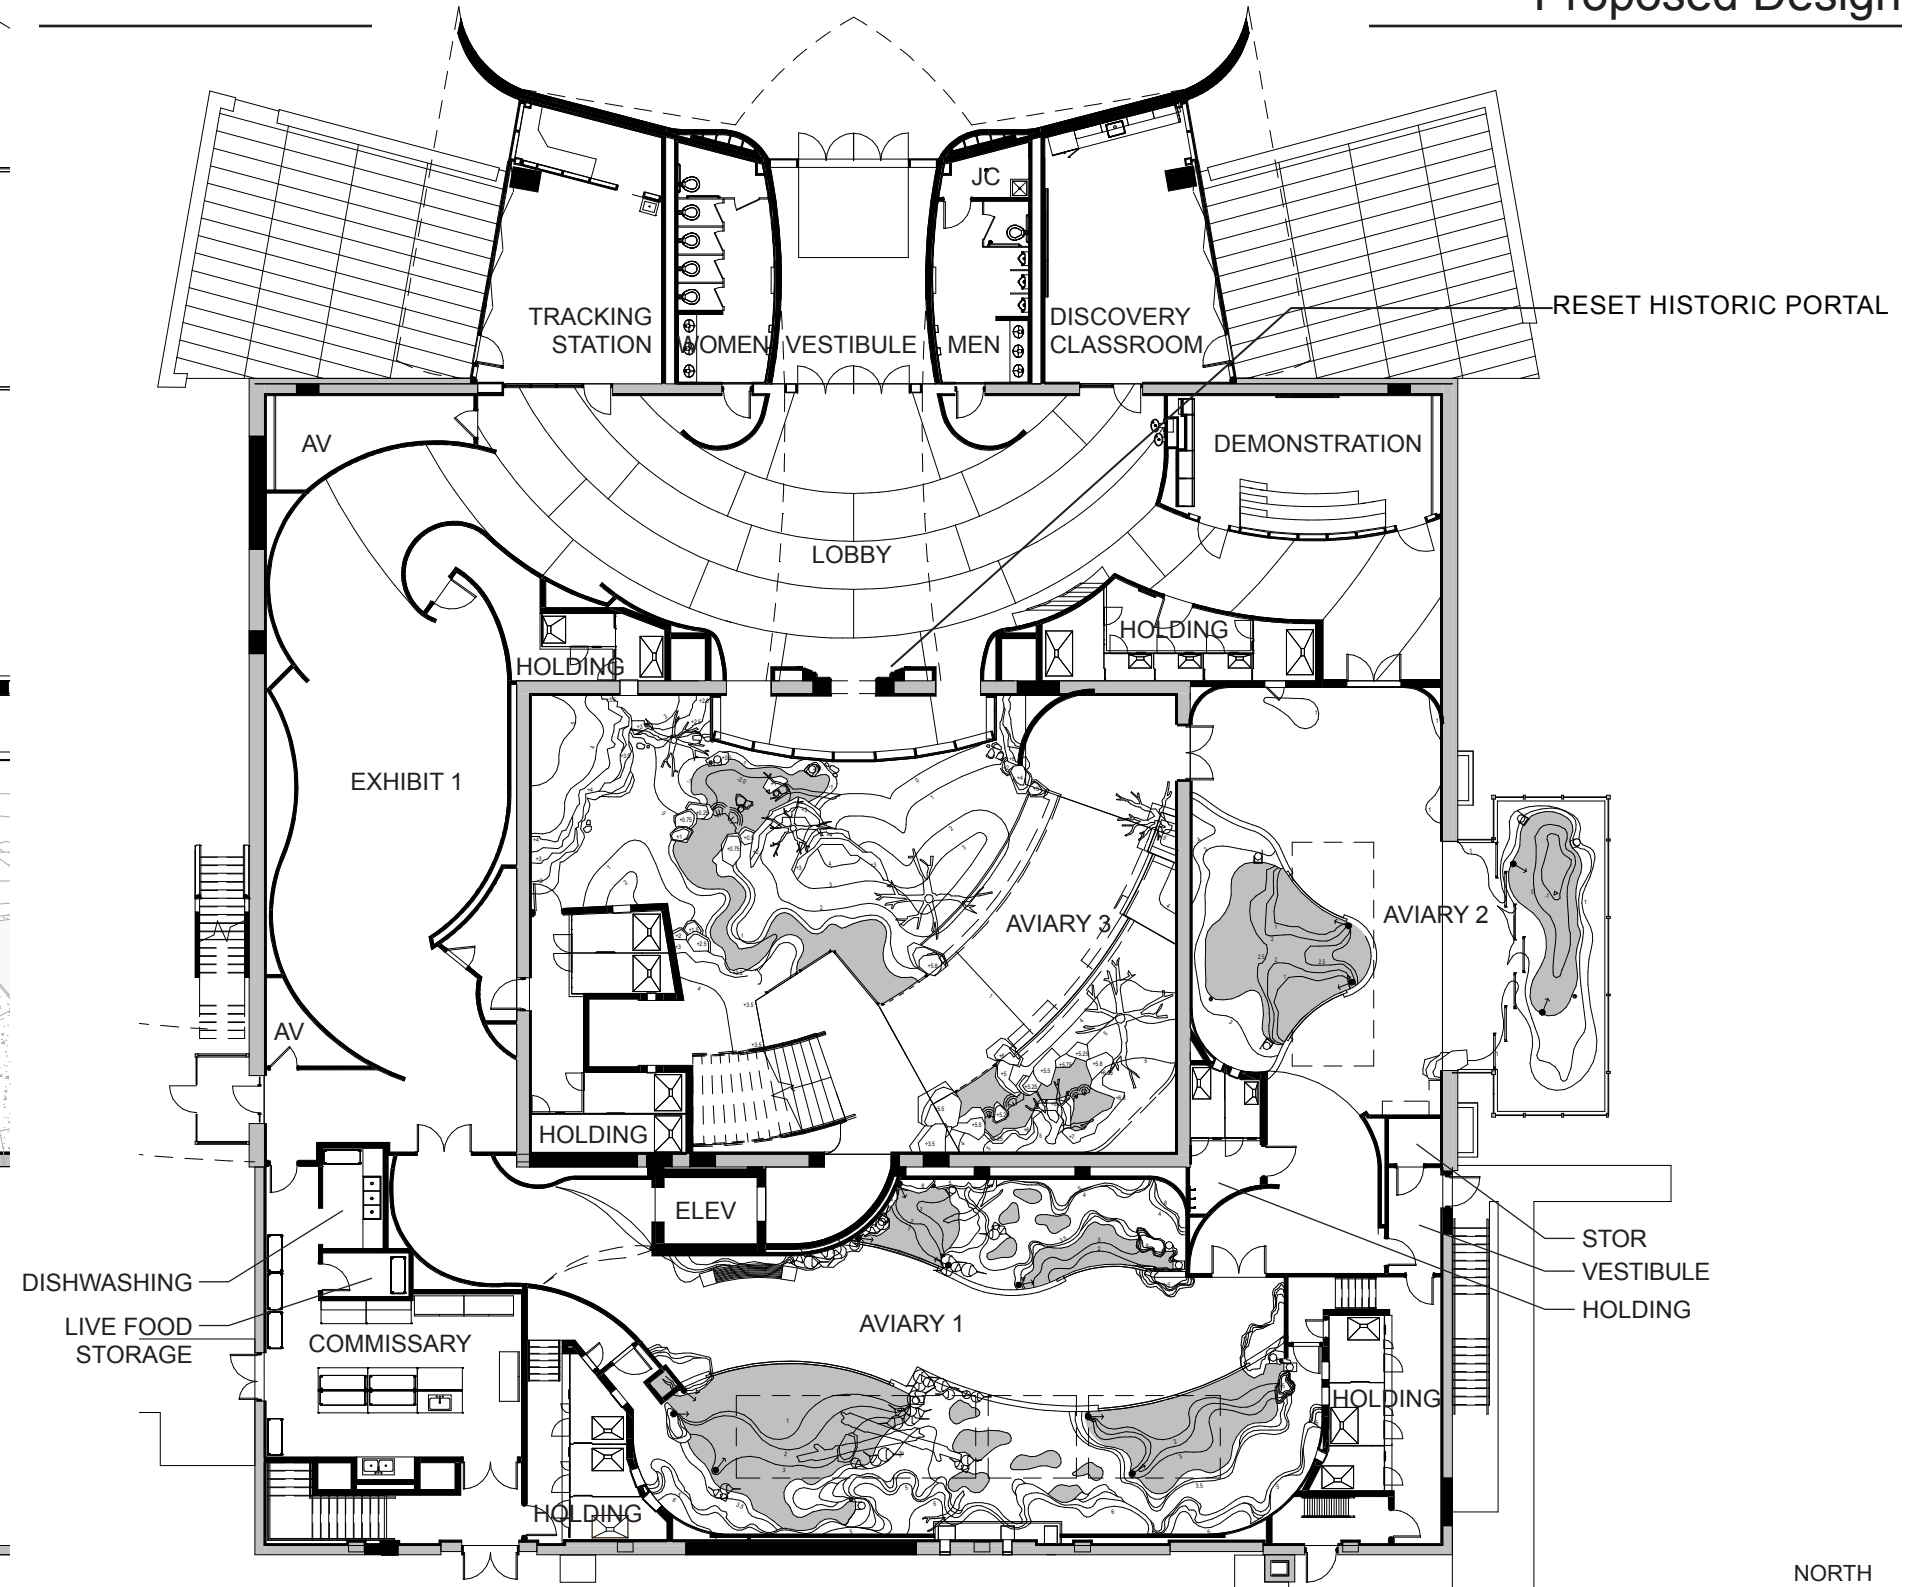 Proposed Design
JC
RESET HISTORIC PORTAL
TRACKING
STATION
WOMEN
VESTIBULE
MEN
DISCOVERY
CLASSROOM
AV
DEMONSTRATION
LOBBY
HOLDING
HOLDING
EXHIBIT 1
AVIARY 3
AVIARY 2
AV
HOLDING
ELEV
STOR
VESTIBULE
HOLDING
DISHWASHING
LIVE FOOD
STORAGE
COMMISSARY
AVIARY 1
HOLDING
HOLDING
NORTH